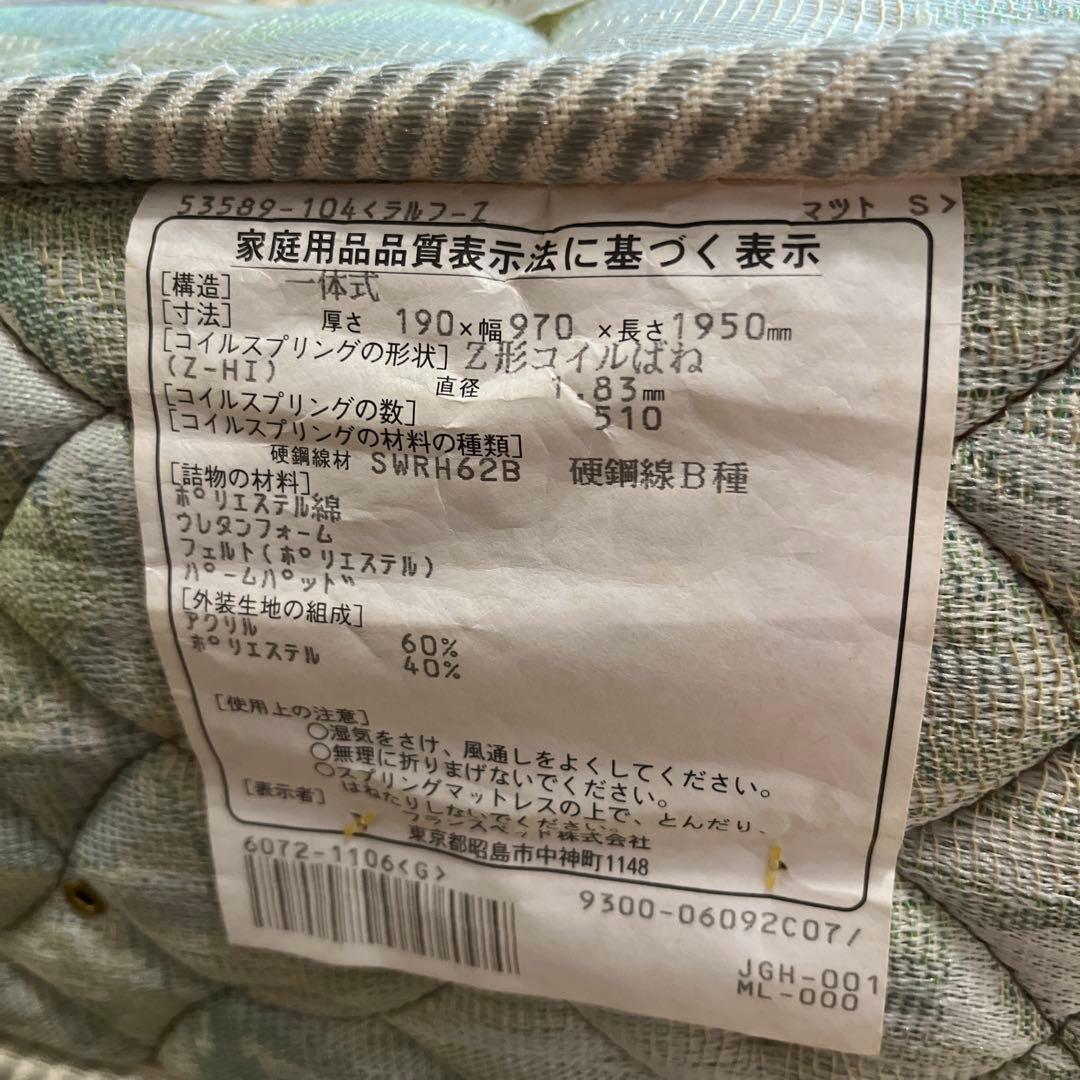 53589-104<ラルフーZ マツト S>
家庭用品品質表示法に基づく表示
[構造] 一体式
[寸法] 厚さ 190×幅970 ×長さ1950mm
[コイルスプリングの形状] Z形コイルばね
(Z-HI) 直径 1.83mm
[コイルスプリングの数] 510
[コイルスプリングの材料の種類]
硬鋼線材 SWRH62B 硬鋼線B種
[詰物の材料]
ポリエステル綿
ウレタンフォーム
フェルト(ポリエステル)
パームパッド
[外装生地の組成]
アクリル 60%
ポリエステル 40%
[使用上の注意]
○湿気をさけ、風通しをよくしてください。
○無理に折りまげないでください。
○スプリングマットレスの上で、とんだり、
はねたりしないでください。
[表示者] フランスベッド株式会社
東京都昭島市中神町1148
6072-1106<G>
9300-06092C07/
JGH-001
ML-000